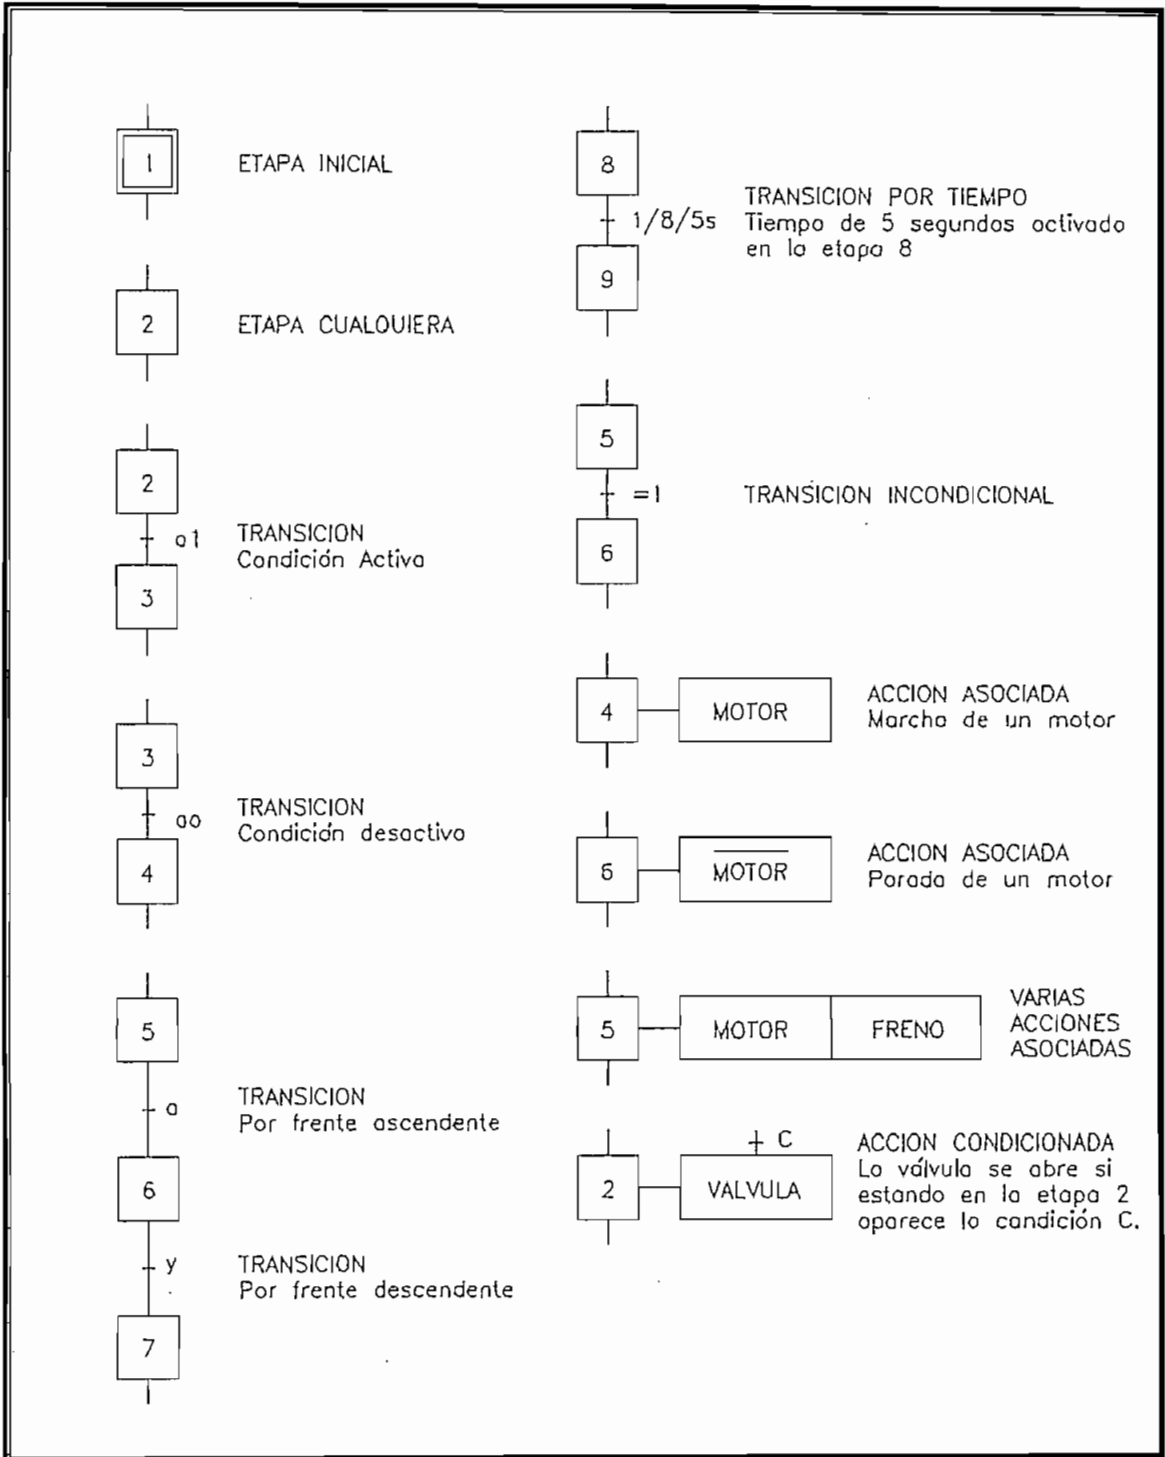 1
ETAPA INICIAL
2
ETAPA CUALQUIERA
2
a1
3
TRANSICION
Condición Activa
3
ao
4
TRANSICION
Condición desactiva
5
a
TRANSICION
Por frente ascendente
6
y
TRANSICION
Por frente descendente
7
8
1/8/5s
9
TRANSICION POR TIEMPO
Tiempo de 5 segundos activado
en la etapa 8
5
=1
TRANSICION INCONDICIONAL
6
4
MOTOR
ACCION ASOCIADA
Marcha de un motor
6
MOTOR
ACCION ASOCIADA
Parada de un motor
5
MOTOR
FRENO
VARIAS
ACCIONES
ASOCIADAS
C
2
VALVULA
ACCION CONDICIONADA
La válvula se abre si
estando en la etapa 2
aparece la condición C.